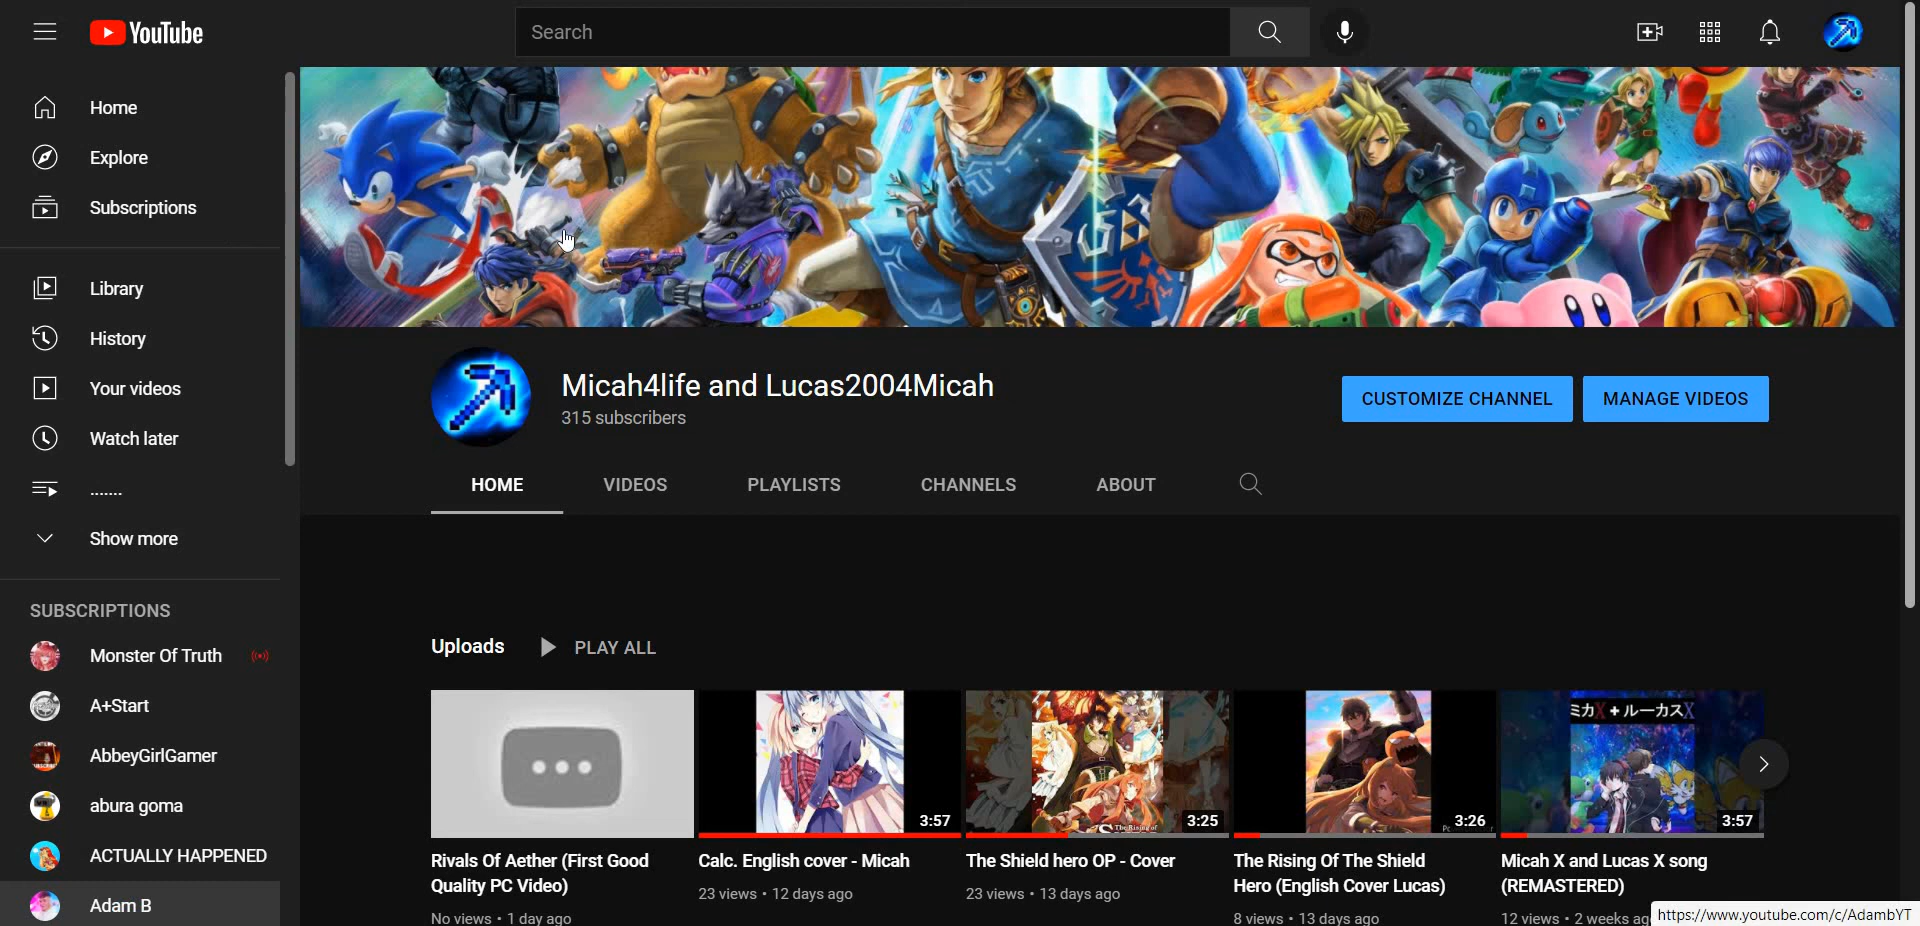 YouTube
Search
Home
Explore
Subscriptions
Library
History
Your videos
Watch later
.......
Show more
SUBSCRIPTIONS
Monster Of Truth
A+Start
AbbeyGirlGamer
abura goma
ACTUALLY HAPPENED
Adam B
Micah4life and Lucas2004Micah
315 subscribers
CUSTOMIZE CHANNEL
MANAGE VIDEOS
HOME
VIDEOS
PLAYLISTS
CHANNELS
ABOUT
Uploads
PLAY ALL
Rivals Of Aether (First Good
Quality PC Video)
No views • 1 day ago
3:57
Calc. English cover - Micah
23 views • 12 days ago
The Rising of
3:25
The Shield hero OP - Cover
23 views • 13 days ago
3:26
The Rising Of The Shield
Hero (English Cover Lucas)
8 views • 13 days ago
ミカX + ルーカスX
3:57
Micah X and Lucas X song
(REMASTERED)
12 views • 2 weeks ag
https://www.youtube.com/c/AdambYT